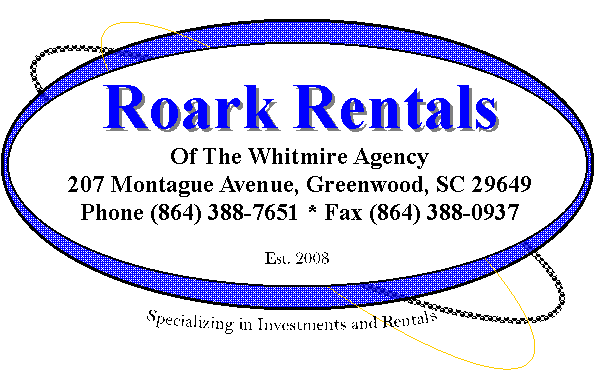 Roark Rentals
Of The Whitmire Agency
207 Montague Avenue, Greenwood, SC 29649
Phone (864) 388-7651 * Fax (864) 388-0937
Est. 2008
Specializing in Investments and Rentals